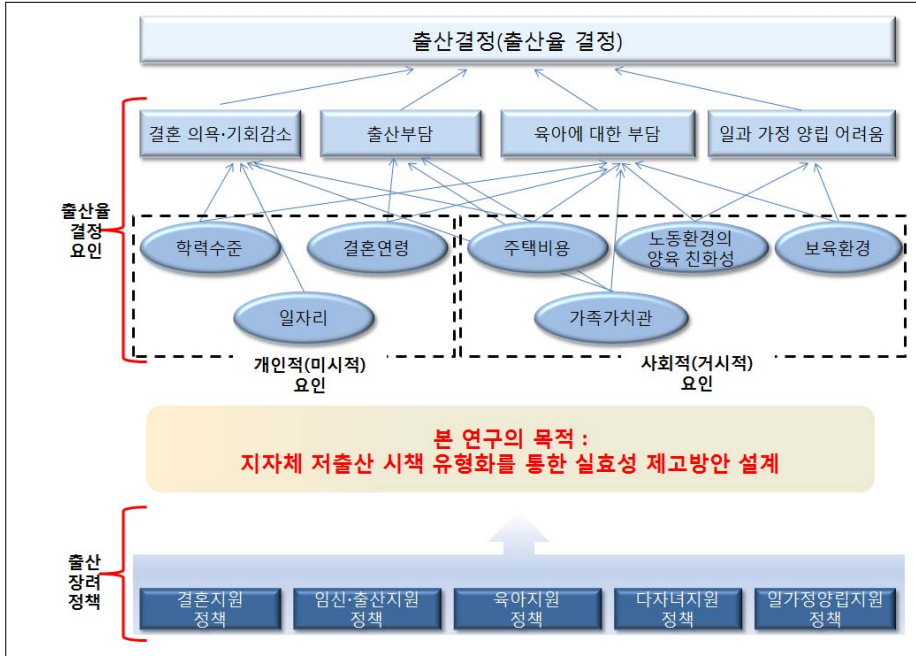 출산결정(출산율 결정)
결혼 의욕·기회감소
출산부담
육아에 대한 부담
일과 가정 양립 어려움
출산율
결정
요인
학력수준
결혼연령
주택비용
노동환경의
양육 친화성
보육환경
일자리
가족가치관
개인적(미시적)
요인
사회적(거시적)
요인
본 연구의 목적 :
지자체 저출산 시책 유형화를 통한 실효성 제고방안 설계
출산
장려
정책
결혼지원
정책
임신·출산지원
정책
육아지원
정책
다자녀지원
정책
일가정양립지원
정책